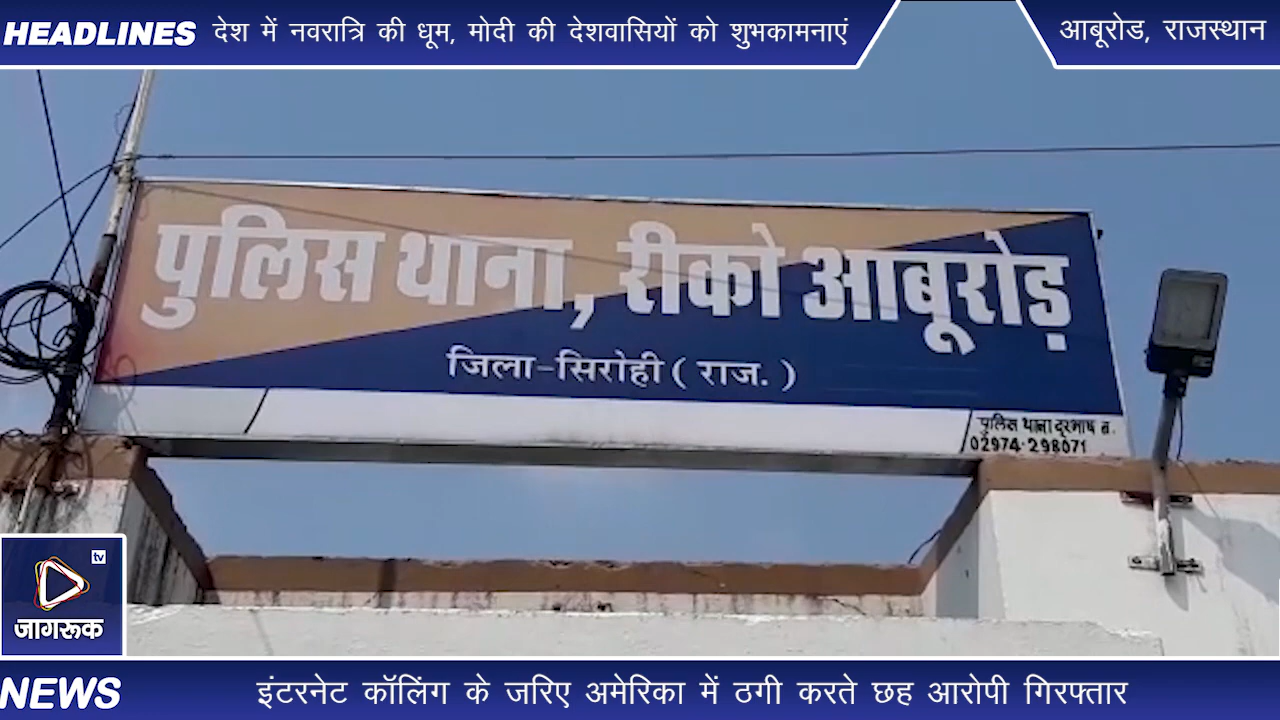 HEADLINES देश में नवरात्रि की धूम, मोदी की देशवासियों को शुभकामनाएं
आबूरोड, राजस्थान
पुलिस थाना, रीको आबूरोड़
जिला-सिरोही ( राज. )
पुलिस थाना दूरभाष न.
02974-298071
tv
जागरूक
NEWS इंटरनेट कॉलिंग के जरिए अमेरिका में ठगी करते छह आरोपी गिरफ्तार